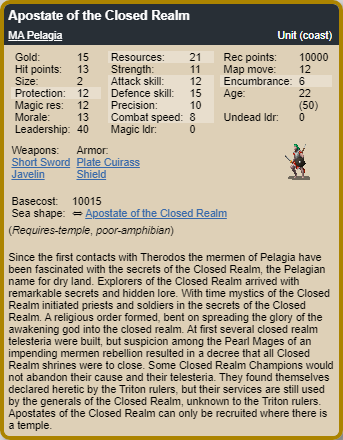 Apostate of the Closed Realm
MA Pelagia Unit (coast)
Gold: 15 Resources: 21 Rec points: 10000
Hit points: 13 Strength: 11 Map move: 12
Size: 2 Attack skill: 12 Encumbrance: 6
Protection: 12 Defence skill: 15 Age: 22
Magic res: 12 Precision: 10 (50)
Morale: 13 Combat speed: 8 Undead ldr: 0
Leadership: 40 Magic ldr: 0
Weapons: Armor:
Short Sword Plate Cuirass
Javelin Shield
Basecost: 10015
Sea shape: ⇔ Apostate of the Closed Realm
(Requires-temple, poor-amphibian)
Since the first contacts with Therodos the mermen of Pelagia have
been fascinated with the secrets of the Closed Realm, the Pelagian
name for dry land. Explorers of the Closed Realm arrived with
remarkable secrets and hidden lore. With time mystics of the Closed
Realm initiated priests and soldiers in the secrets of the Closed
Realm. A religious order formed, bent on spreading the glory of the
awakening god into the closed realm. At first several closed realm
telesteria were built, but suspicion among the Pearl Mages of an
impending mermen rebellion resulted in a decree that all Closed
Realm shrines were to close. Some Closed Realm Champions would
not abandon their cause and their telesteria. They found themselves
declared heretic by the Triton rulers, but their services are still used
by the generals of the Closed Realm, unknown to the Triton rulers.
Apostates of the Closed Realm can only be recruited where there is
a temple.